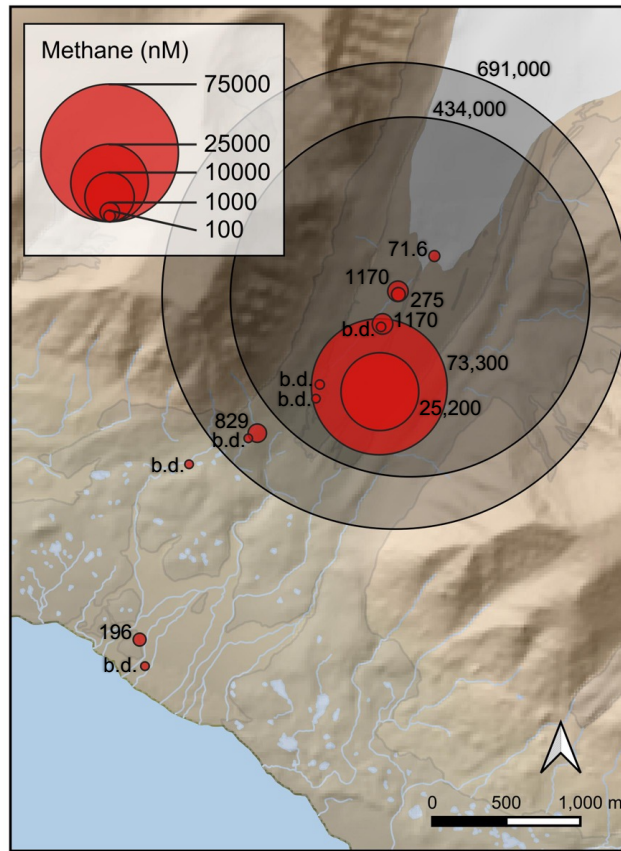 Methane (nM)
75000
25000
10000
1000
100
691,000
434,000
71.6
1170
275
1170
b.d.
73,300
b.d.
b.d.
25,200
829
b.d.
b.d.
196
b.d.
0 500 1,000 m